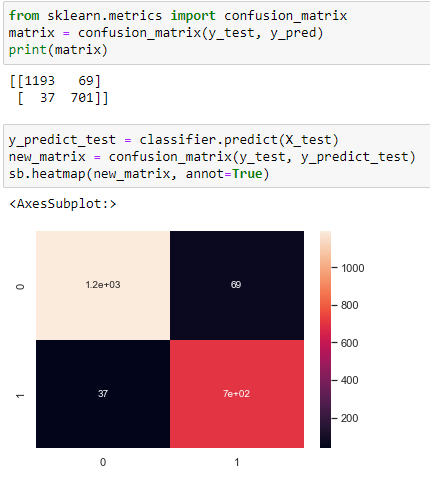 from sklearn.metrics import confusion_matrix
matrix = confusion_matrix(y_test, y_pred)
print(matrix)
[[1193   69]
 [  37  701]]
y_predict_test = classifier.predict(X_test)
new_matrix = confusion_matrix(y_test, y_predict_test)
sb.heatmap(new_matrix, annot=True)
<AxesSubplot:>
0
1.2e+03
69
1
37
7e+02
0
1
1000
800
600
400
200